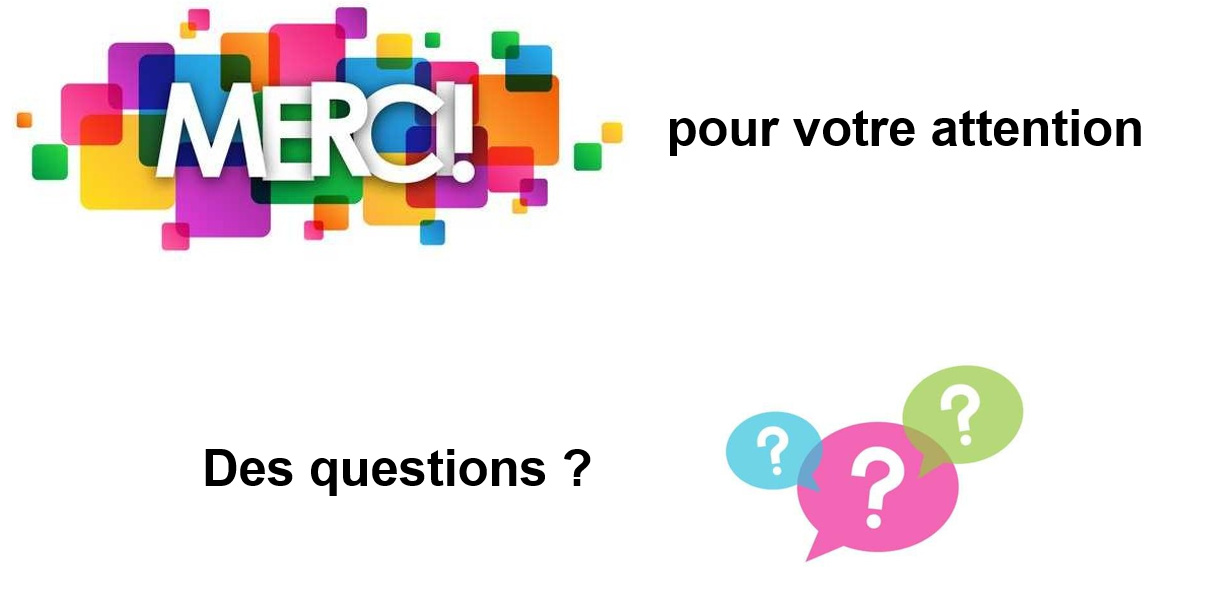 MERCI!
pour votre attention
Des questions ?
?
?
?